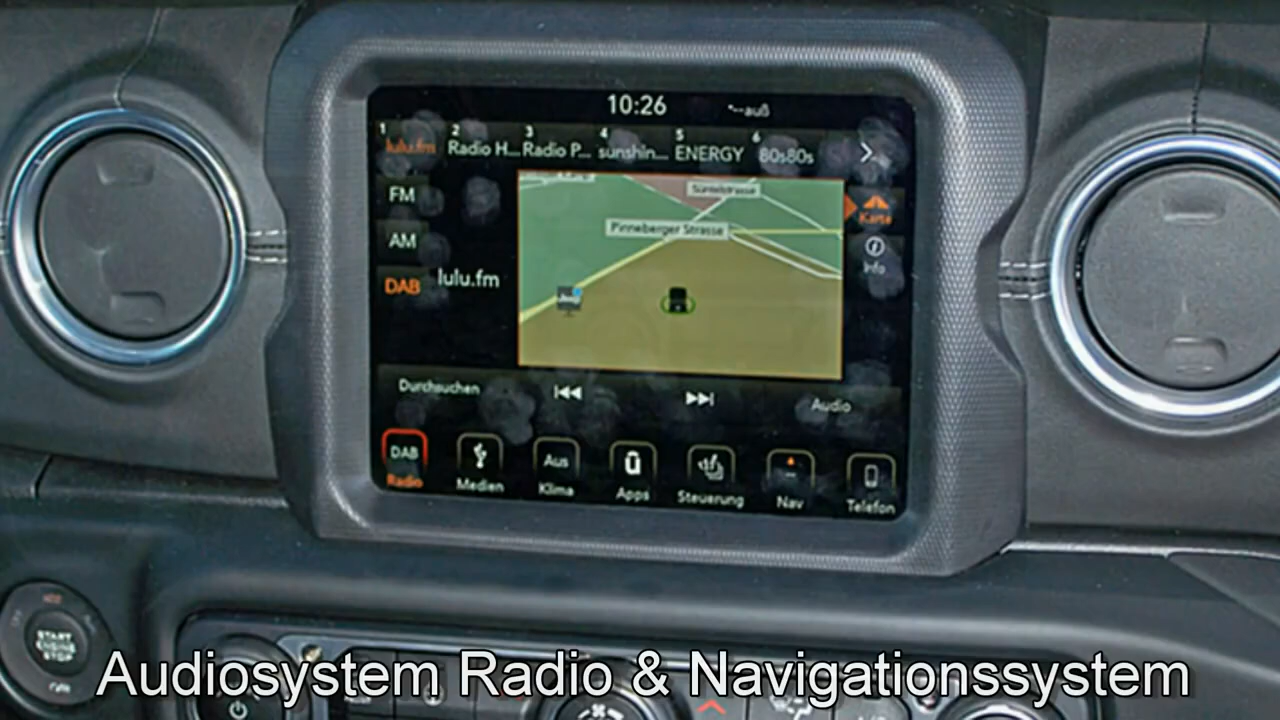 10:26 --auß
1 2 3 4 5 6
lulu.fm Radio H... Radio P... sunshin... ENERGY 80s80s
FM
AM
DAB
lulu.fm
Pinneberger Strasse
Karte
Info
Durchsuchen Audio
DAB Aus
Radio Medien Klima Apps Steuerung Nav Telefon
START ENGINE STOP
RUN
Audiosystem Radio & Navigationssystem